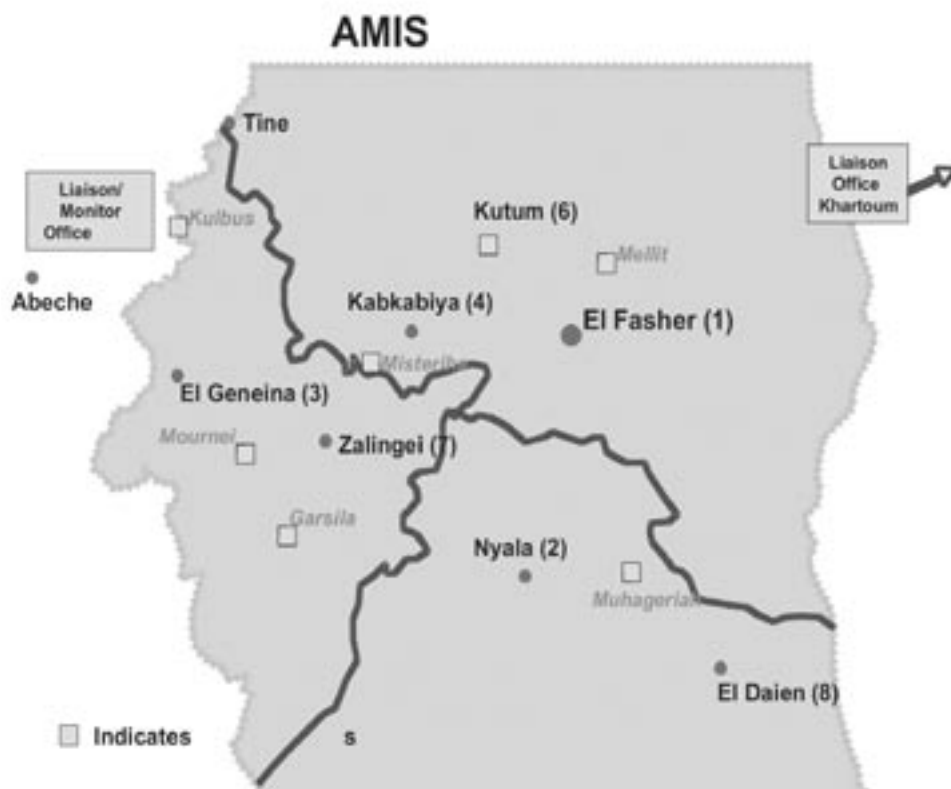 AMIS
Tine
Liaison/
Monitor
Office
Liaison
Office
Khartoum
Kulbus
Kutum (6)
Mellit
Abeche
Kabkabiya (4)
El Fasher (1)
Misteriha
El Geneina (3)
Mournei
Zalingei (7)
Garsila
Nyala (2)
Muhageriah
El Daien (8)
Indicates
s